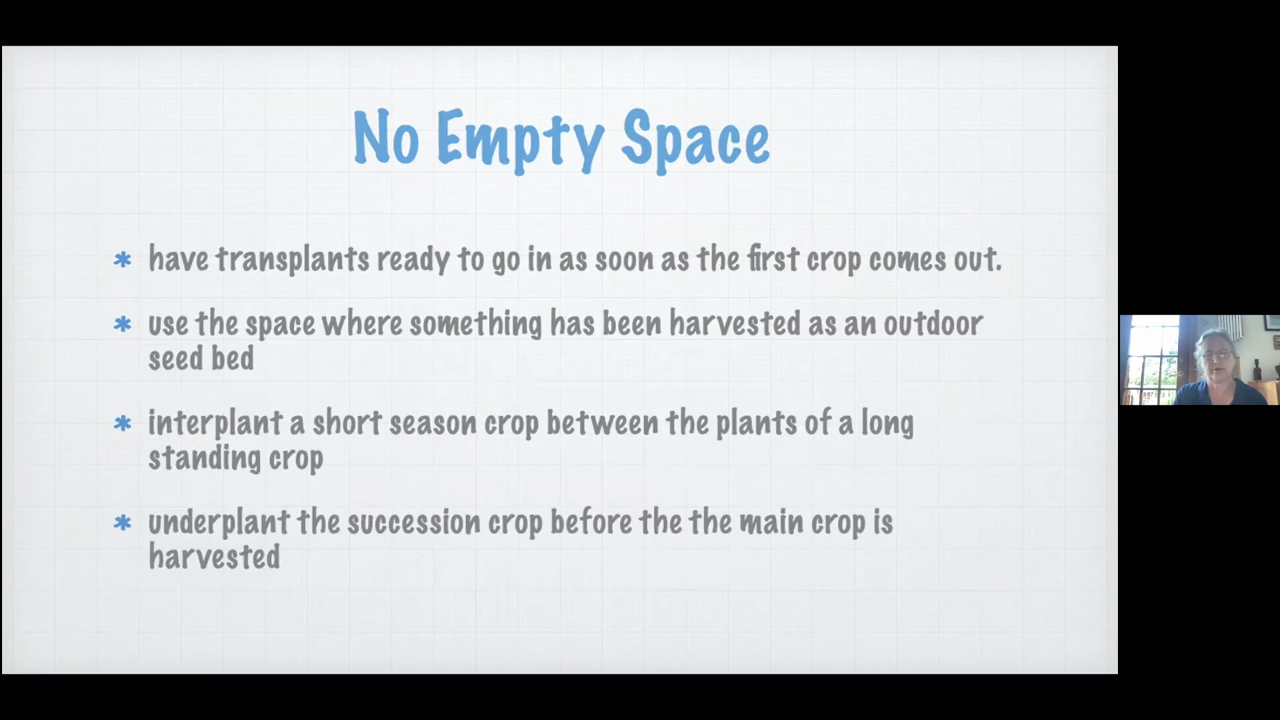 No Empty Space
* have transplants ready to go in as soon as the first crop comes out.
* use the space where something has been harvested as an outdoor
seed bed
* interplant a short season crop between the plants of a long
standing crop
* underplant the succession crop before the the main crop is
harvested